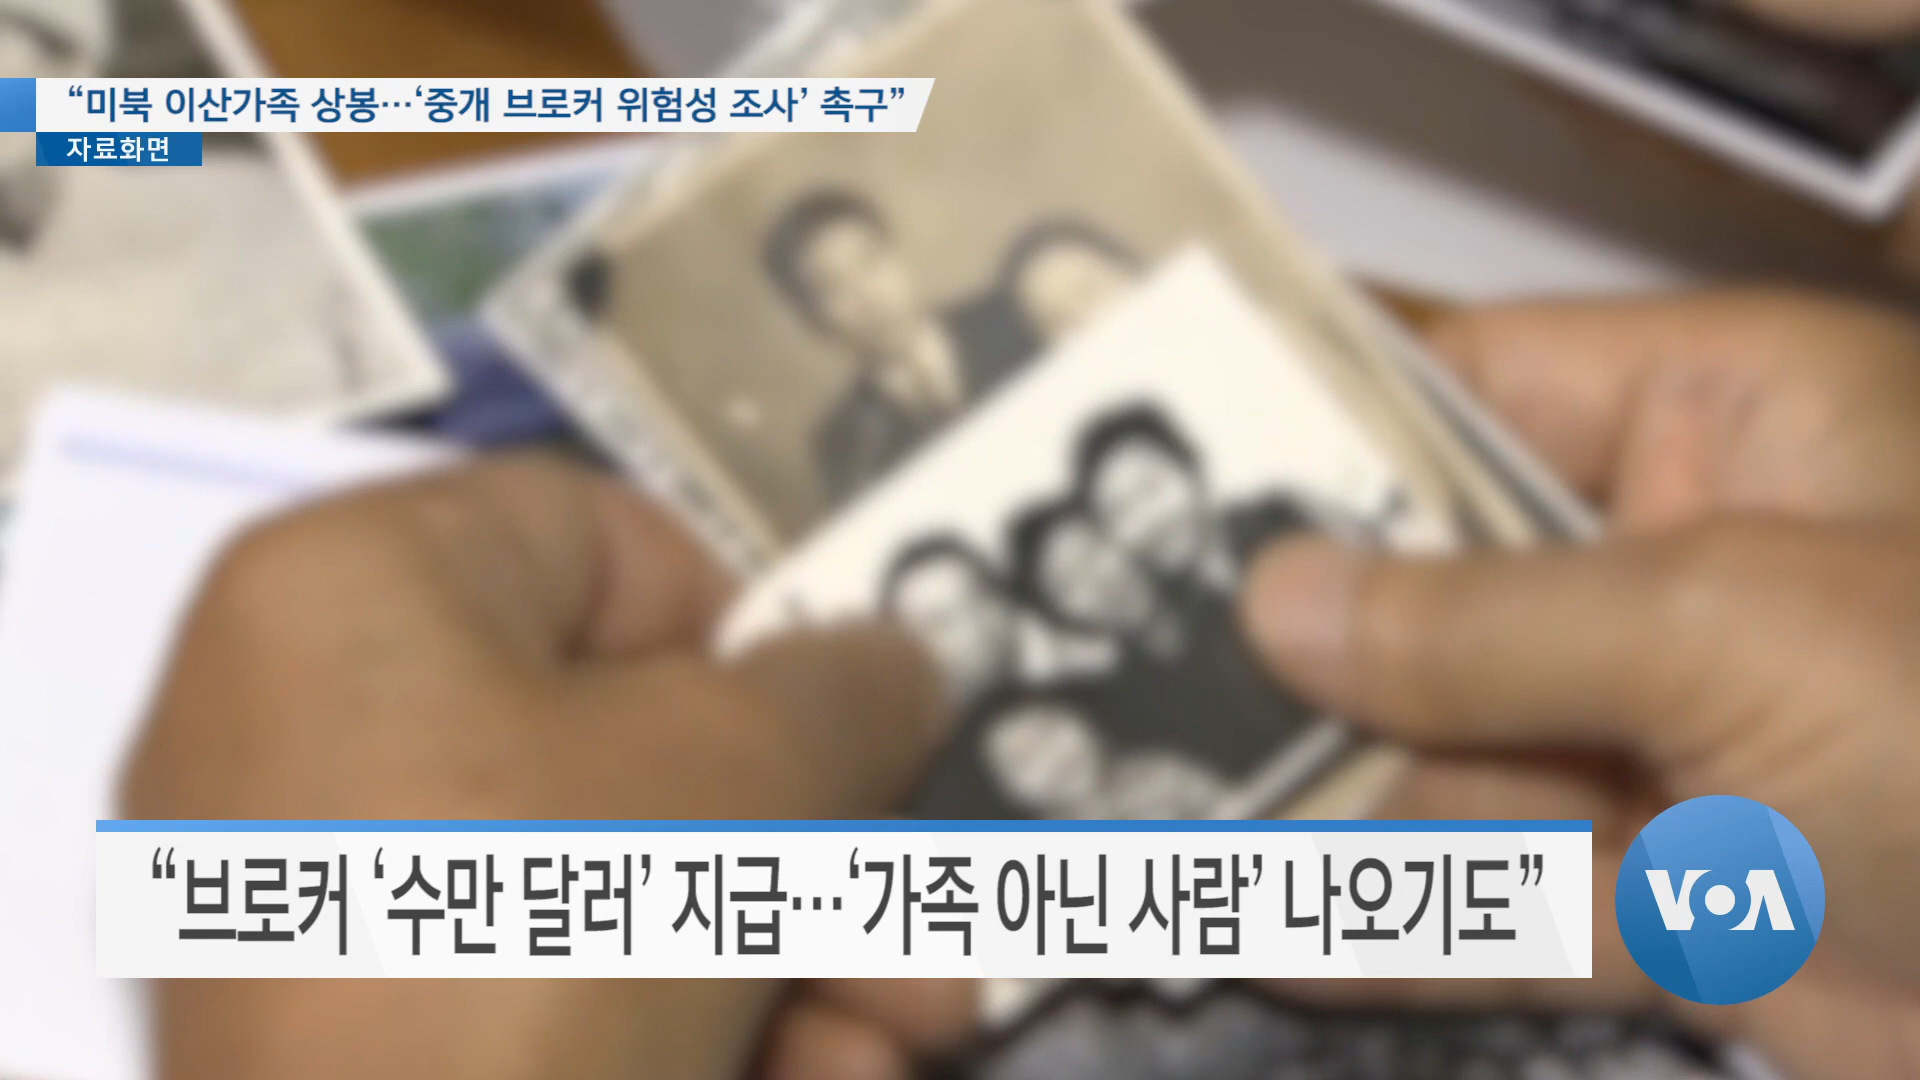 “미북 이산가족 상봉…‘중개 브로커 위험성 조사’ 촉구”
자료화면
“브로커 ‘수만 달러’ 지급…‘가족 아닌 사람’ 나오기도”
VOA